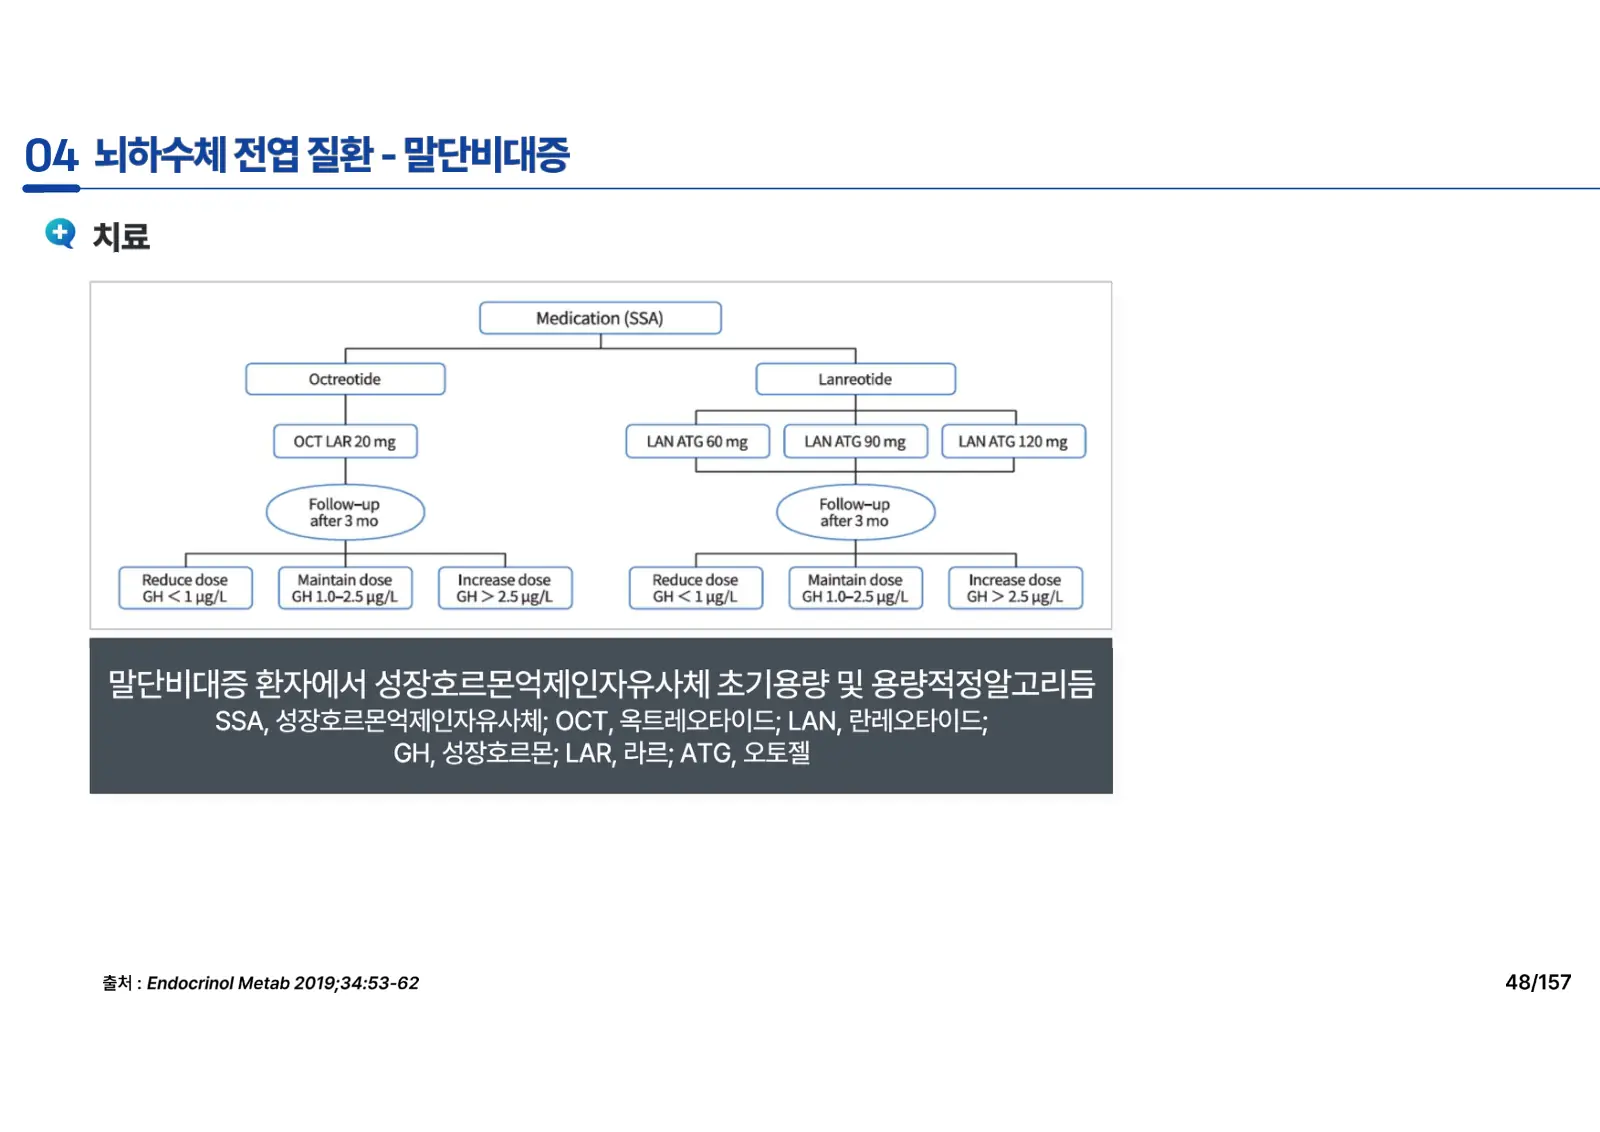 04 뇌하수체 전엽 질환 - 말단비대증
치료
Medication (SSA)
Octreotide
Lanreotide
OCT LAR 20 mg
LAN ATG 60 mg
LAN ATG 90 mg
LAN ATG 120 mg
Follow-up
after 3 mo
Follow-up
after 3 mo
Reduce dose
GH < 1 μg/L
Maintain dose
GH 1.0–2.5 μg/L
Increase dose
GH > 2.5 μg/L
Reduce dose
GH < 1 μg/L
Maintain dose
GH 1.0–2.5 μg/L
Increase dose
GH > 2.5 μg/L
말단비대증 환자에서 성장호르몬억제인자유사체 초기용량 및 용량적정알고리듬
SSA, 성장호르몬억제인자유사체; OCT, 옥트레오타이드; LAN, 란레오타이드;
GH, 성장호르몬; LAR, 라르; ATG, 오토젤
출처 : Endocrinol Metab 2019;34:53-62
48/157